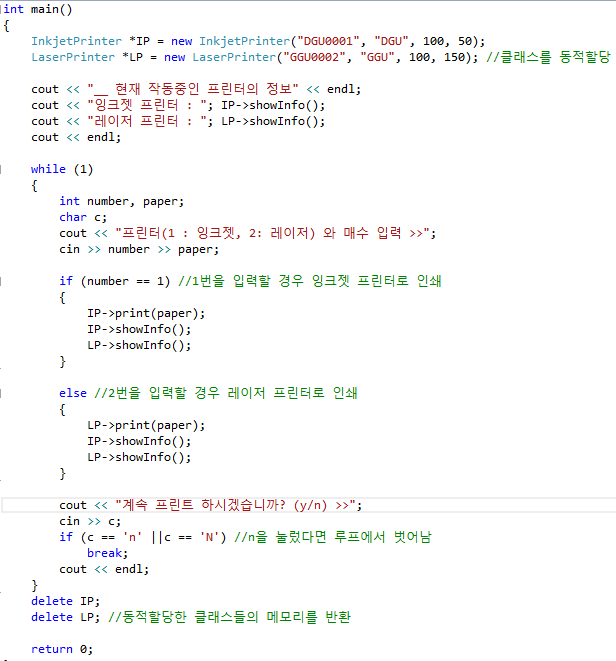 int main()
{
    InkjetPrinter *IP = new InkjetPrinter("DGU0001", "DGU", 100, 50);
    LaserPrinter *LP = new LaserPrinter("GGU0002", "GGU", 100, 150); //클래스를 동적할당
    cout << "__ 현재 작동중인 프린터의 정보" << endl;
    cout << "잉크젯 프린터 : "; IP->showInfo();
    cout << "레이저 프린터 : "; LP->showInfo();
    cout << endl;
    while (1)
    {
        int number, paper;
        char c;
        cout << "프린터(1 : 잉크젯, 2: 레이저) 와 매수 입력 >>";
        cin >> number >> paper;
        if (number == 1) //1번을 입력할 경우 잉크젯 프린터로 인쇄
        {
            IP->print(paper);
            IP->showInfo();
            LP->showInfo();
        }
        else //2번을 입력할 경우 레이저 프린터로 인쇄
        {
            LP->print(paper);
            IP->showInfo();
            LP->showInfo();
        }
        cout << "계속 프린트 하시겠습니까? (y/n) >>";
        cin >> c;
        if (c == 'n' ||c == 'N') //n을 눌렀다면 루프에서 벗어남
            break;
        cout << endl;
    }
    delete IP;
    delete LP; //동적할당한 클래스들의 메모리를 반환
    return 0;